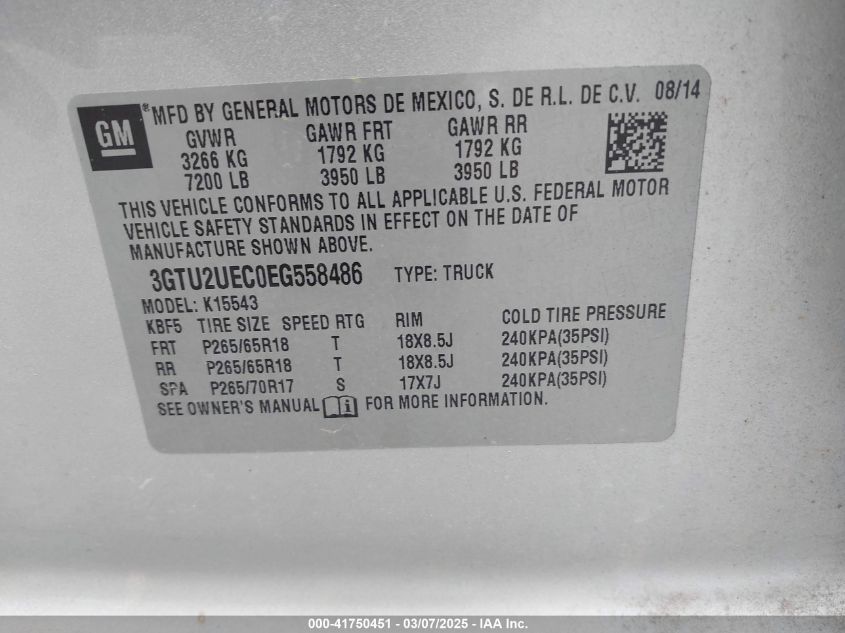 GM
® MFD BY GENERAL MOTORS DE MEXICO, S. DE R.L. DE C.V. 08/14
GVWR GAWR FRT GAWR RR
3266 KG 1792 KG 1792 KG
7200 LB 3950 LB 3950 LB
THIS VEHICLE CONFORMS TO ALL APPLICABLE U.S. FEDERAL MOTOR
VEHICLE SAFETY STANDARDS IN EFFECT ON THE DATE OF
MANUFACTURE SHOWN ABOVE.
3GTU2UEC0EG558486 TYPE: TRUCK
MODEL: K15543
KBF5 TIRE SIZE SPEED RTG RIM COLD TIRE PRESSURE
FRT P265/65R18 T 18X8.5J 240KPA(35PSI)
RR P265/65R18 T 18X8.5J 240KPA(35PSI)
SPA P265/70R17 S 17X7J 240KPA(35PSI)
SEE OWNER'S MANUAL i FOR MORE INFORMATION.
000-41750451 - 03/07/2025 - IAA Inc.